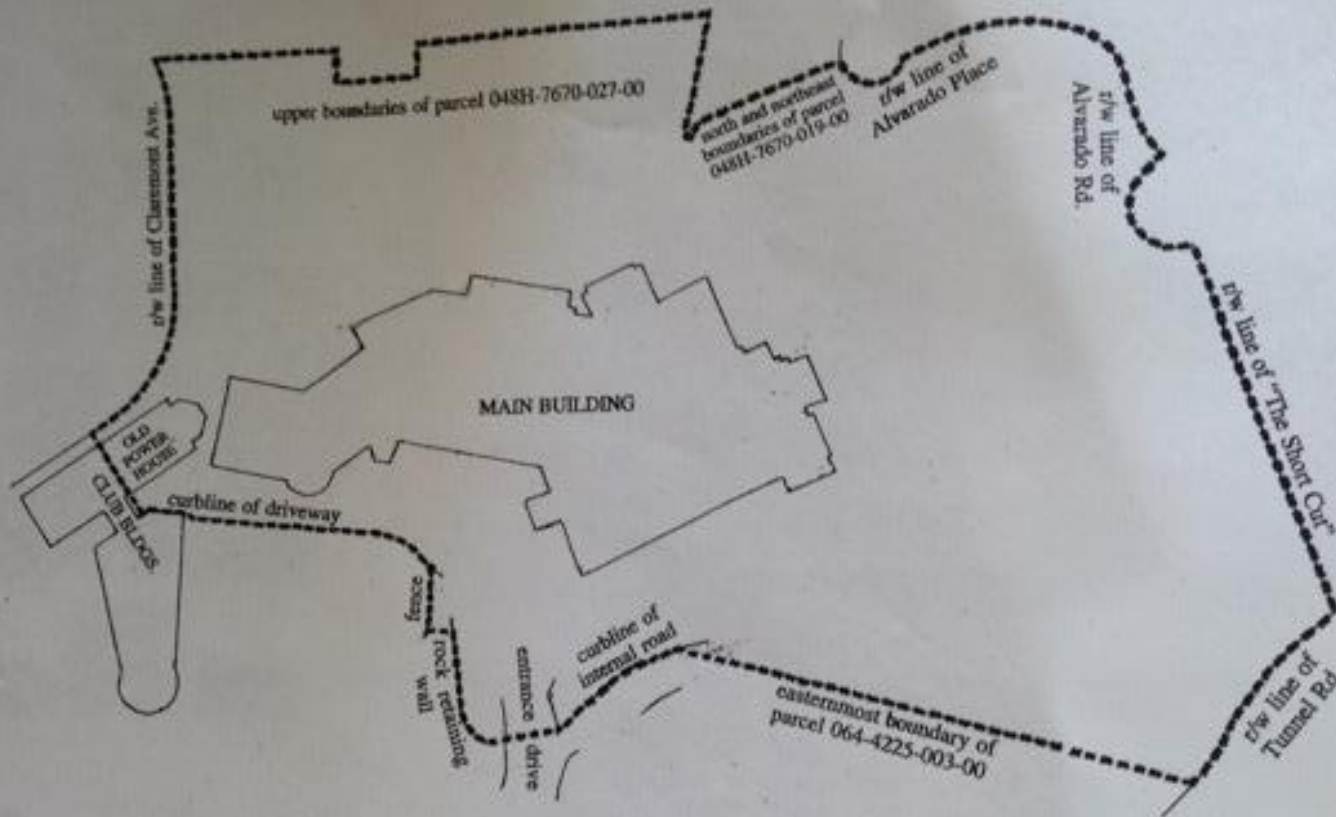 upper boundaries of parcel 048H-7670-027-00
north and northeast
boundaries of parcel
048H-7670-019-00
r/w line of
Alvarado Place
r/w line of
Alvarado Rd.
r/w line of Claremont Ave.
r/w line of "The Short Cut"
MAIN BUILDING
OLD
POWER
HOUSE
CLUB BLDGS.
curbline of driveway
fence
rock retaining
wall
entrance drive
curbline of
internal road
easternmost boundary of
parcel 064-4225-003-00
r/w line of
Tunnel Rd.